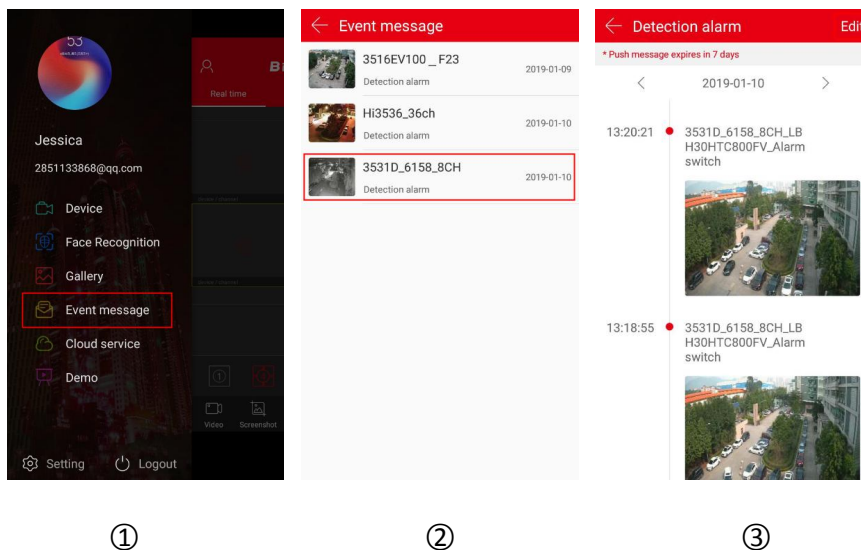 53
Jessica
2851133868@qq.com
Device
Face Recognition
Gallery
Event message
Cloud service
Demo
Setting
Logout
Bi
Real time
Video
Screenshot
①
Event message
3516EV100 _ F23
Detection alarm
2019-01-09
Hi3536_36ch
Detection alarm
2019-01-10
3531D_6158_8CH
Detection alarm
2019-01-10
②
Detection alarm
Edi
* Push message expires in 7 days
2019-01-10
13:20:21
3531D_6158_8CH_LB
H30HTC800FV_Alarm
switch
13:18:55
3531D_6158_8CH_LB
H30HTC800FV_Alarm
switch
③